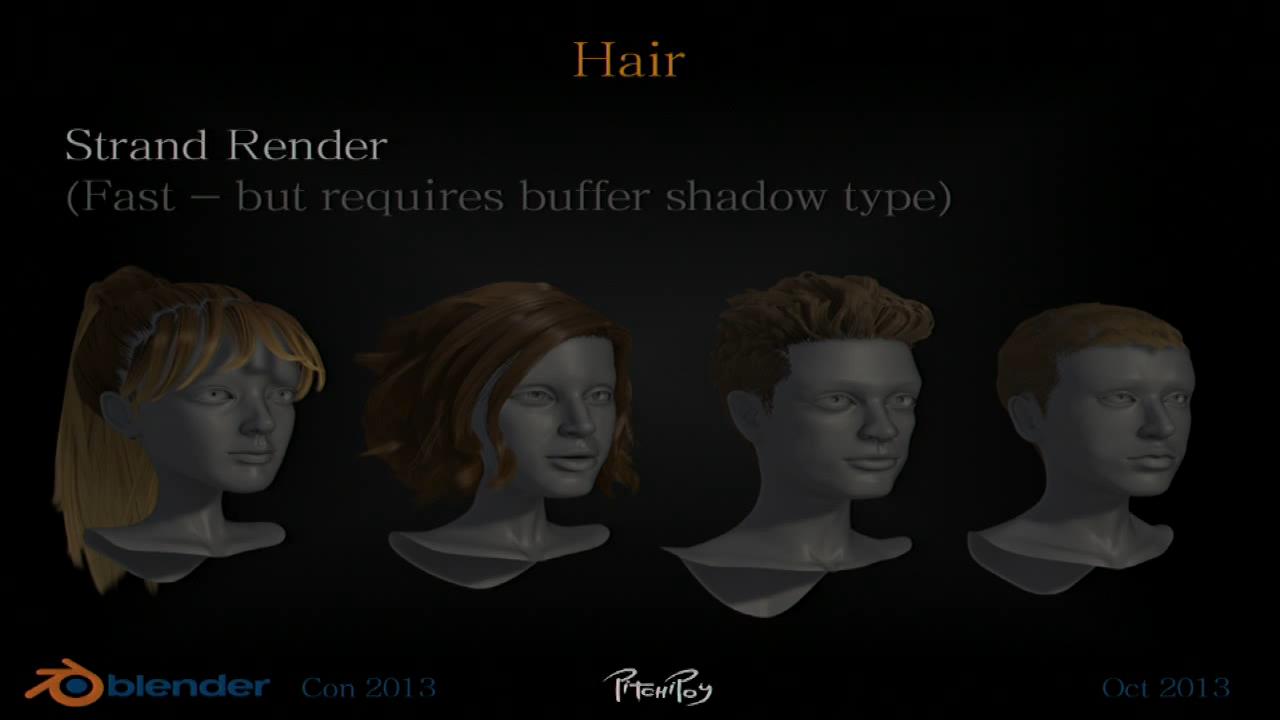 Hair
Strand Render
(Fast – but requires buffer shadow type)
blender Con 2013
PitchiPoy
Oct 2013